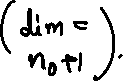 (dim =
n₀+1).